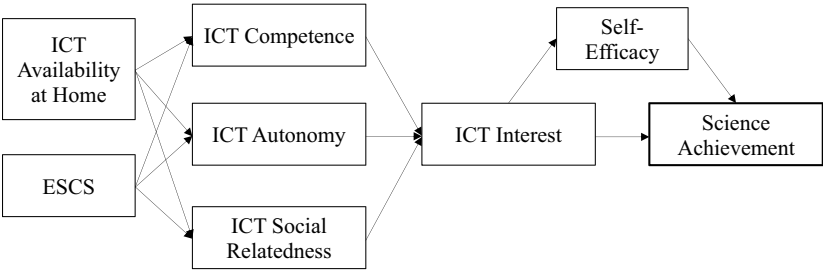 ICT
Availability
at Home
ESCS
ICT Competence
ICT Autonomy
ICT Social
Relatedness
ICT Interest
Self-
Efficacy
Science
Achievement